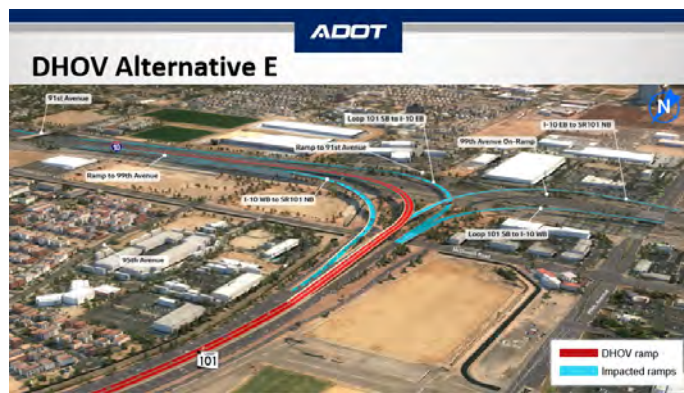 ADOT
DHOV Alternative E
91st Avenue
Loop 101 SB to I-10 EB
N
I-10 EB to SR101 NB
10
Ramp to 91st Avenue
99th Avenue On-Ramp
Ramp to 99th Avenue
I-10 WB to SR101 NB
Loop 101 SB to I-10 WB
95th Avenue
101
DHOV ramp
Impacted ramps